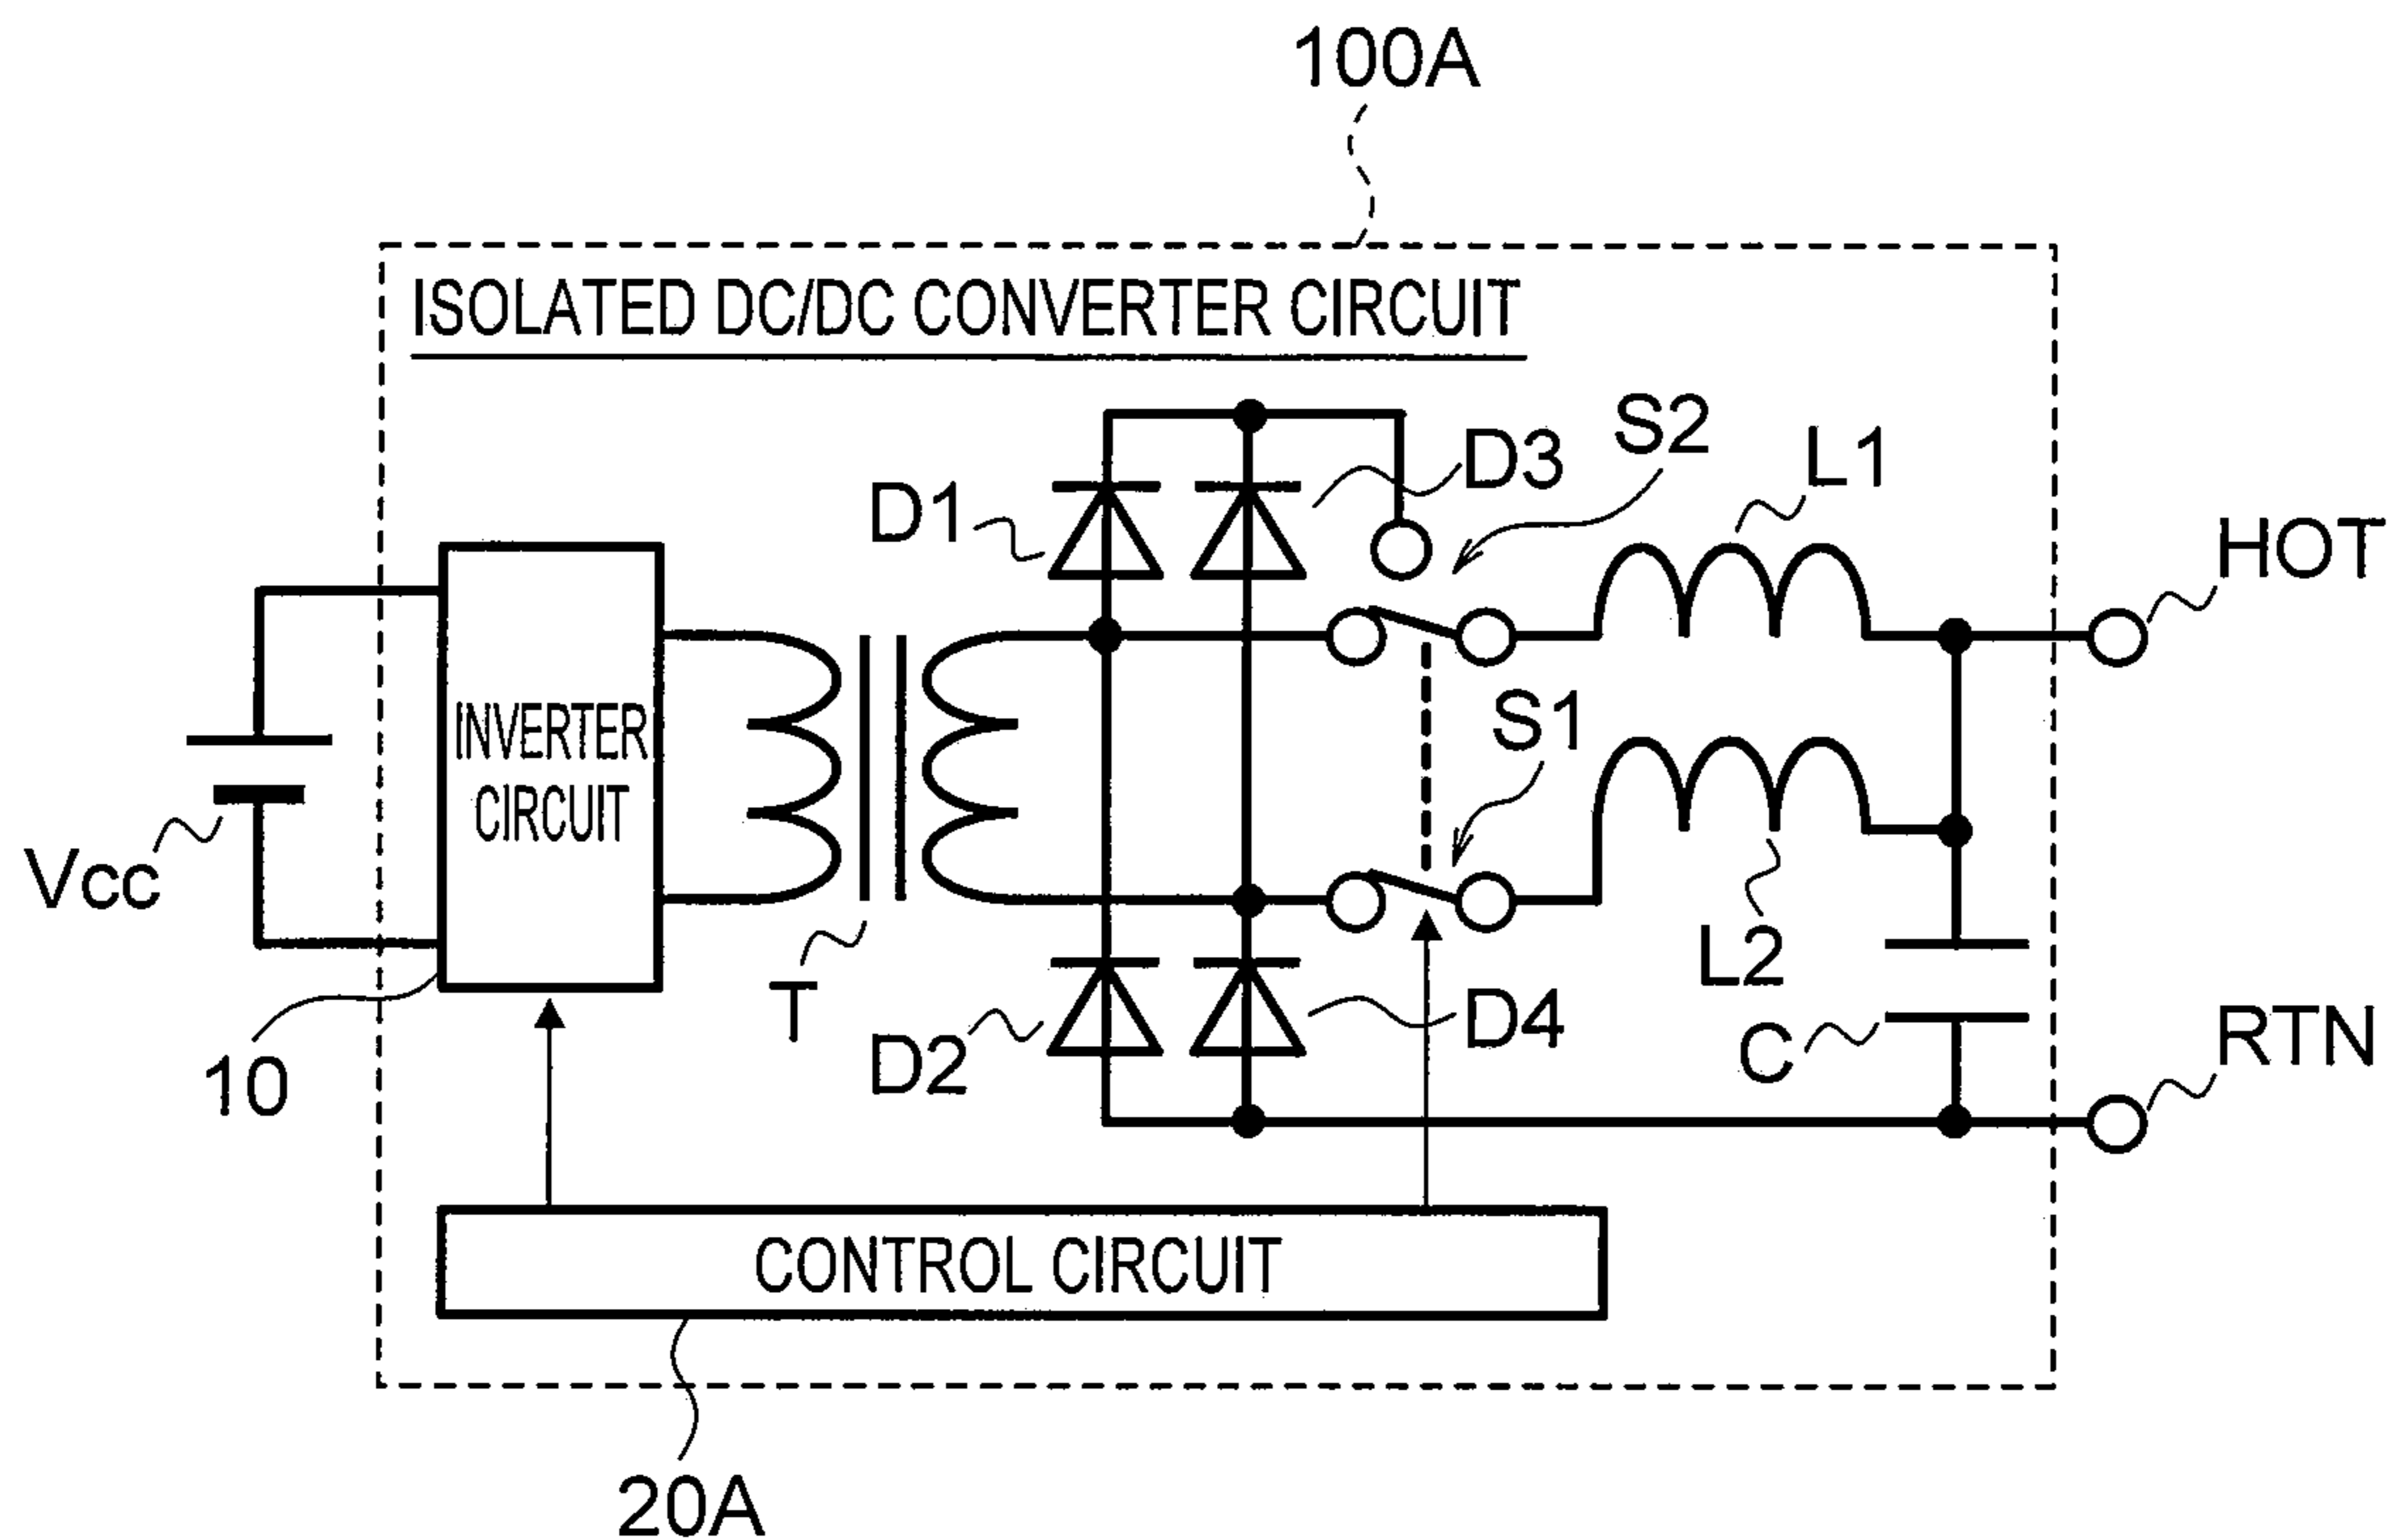 100A
ISOLATED DC/DC CONVERTER CIRCUIT
S2
L1
D3
D1
HOT
INVERTER
CIRCUIT
S1
Vcc
L2
T
D4
D2
C
RTN
10
CONTROL CIRCUIT
20A